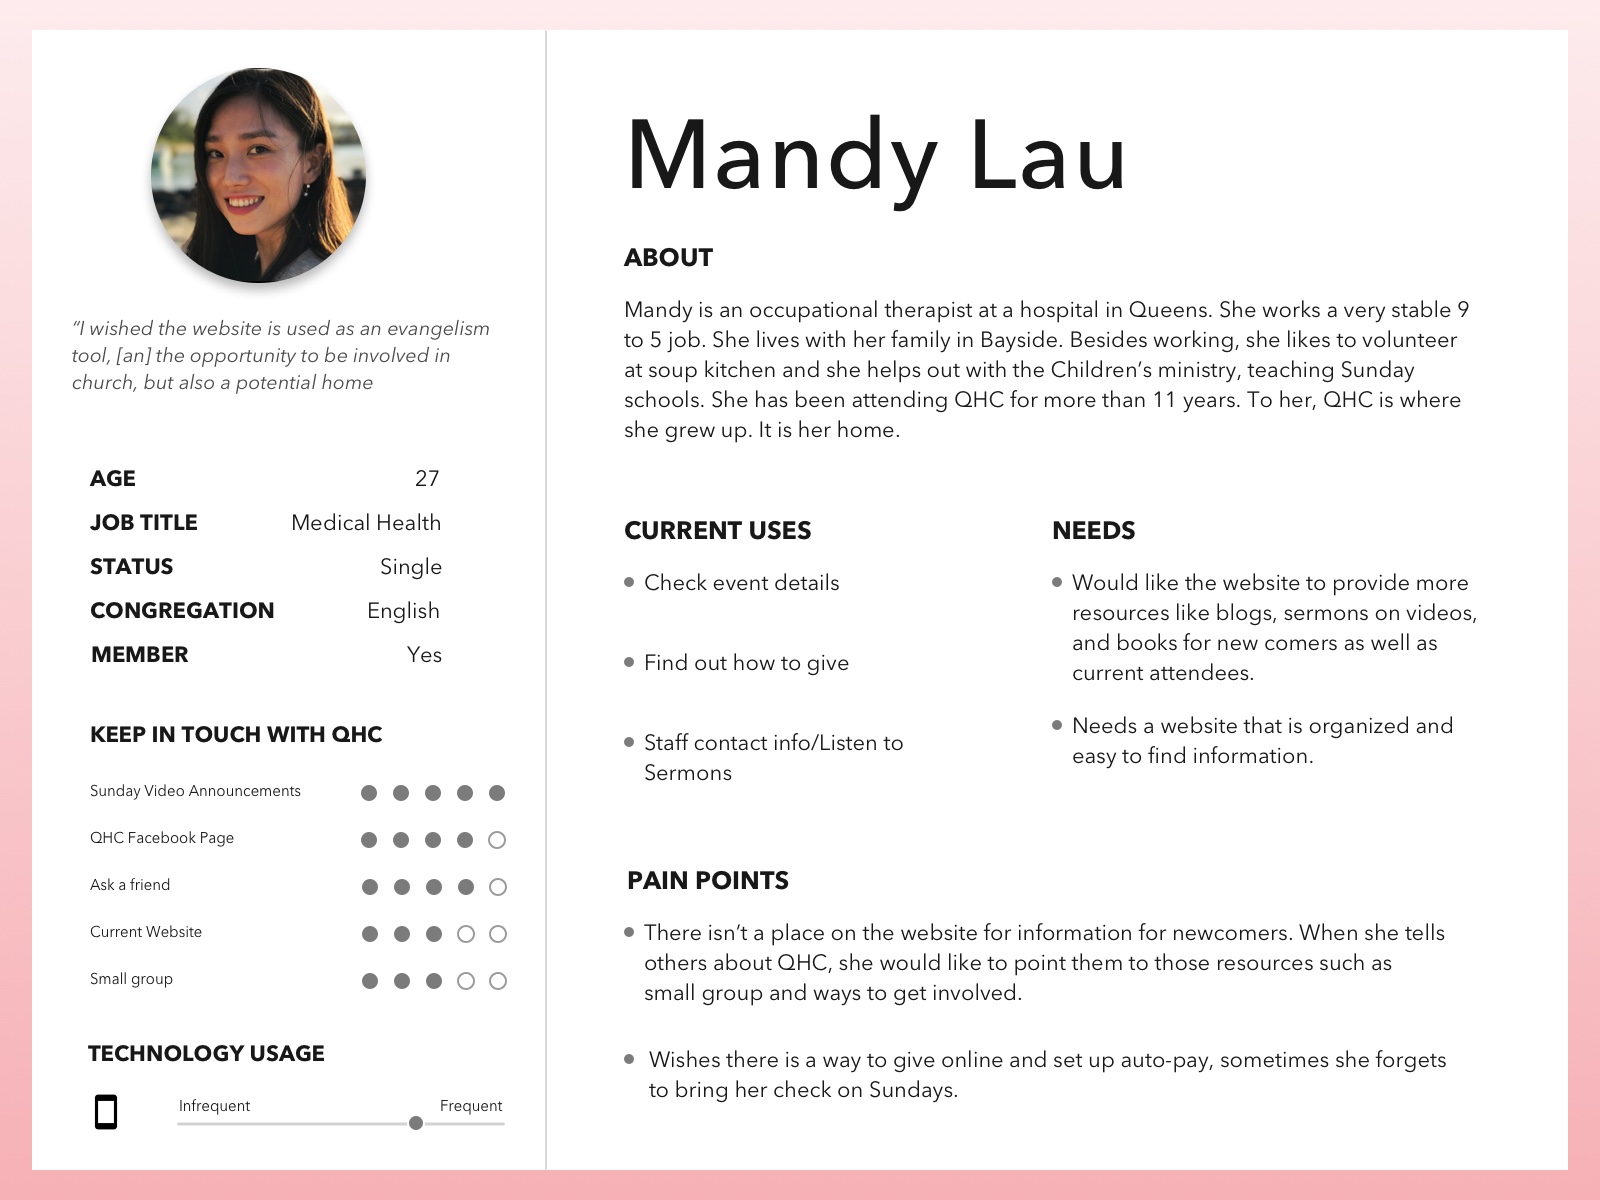 “I wished the website is used as an evangelism
tool, [an] the opportunity to be involved in
church, but also a potential home
AGE 27
JOB TITLE Medical Health
STATUS Single
CONGREGATION English
MEMBER Yes
KEEP IN TOUCH WITH QHC
Sunday Video Announcements
QHC Facebook Page
Ask a friend
Current Website
Small group
TECHNOLOGY USAGE
Infrequent Frequent
Mandy Lau
ABOUT
Mandy is an occupational therapist at a hospital in Queens. She works a very stable 9
to 5 job. She lives with her family in Bayside. Besides working, she likes to volunteer
at soup kitchen and she helps out with the Children’s ministry, teaching Sunday
schools. She has been attending QHC for more than 11 years. To her, QHC is where
she grew up. It is her home.
CURRENT USES
Check event details
Find out how to give
Staff contact info/Listen to
Sermons
NEEDS
Would like the website to provide more
resources like blogs, sermons on videos,
and books for new comers as well as
current attendees.
Needs a website that is organized and
easy to find information.
PAIN POINTS
There isn’t a place on the website for information for newcomers. When she tells
others about QHC, she would like to point them to those resources such as
small group and ways to get involved.
Wishes there is a way to give online and set up auto-pay, sometimes she forgets
to bring her check on Sundays.